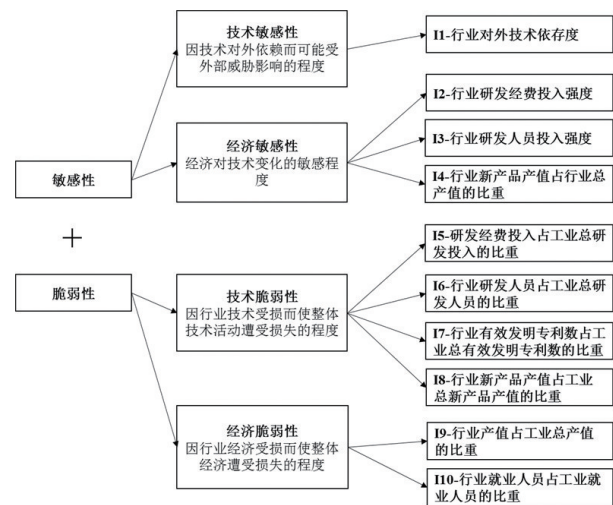 技术敏感性
因技术对外依赖而可能受
外部威胁影响的程度
I1-行业对外技术依存度
I2-行业研发经费投入强度
经济敏感性
经济对技术变化的敏感程
度
I3-行业研发人员投入强度
I4-行业新产品产值占行业总
产值的比重
敏感性
+
脆弱性
I5-研发经费投入占工业总研
发投入的比重
技术脆弱性
因行业技术受损而使整体
技术活动遭受损失的程度
I6-行业研发人员占工业总研
发人员的比重
I7-行业有效发明专利数占工
业总有效发明专利数的比重
I8-行业新产品产值占工业
总新产品产值的比重
经济脆弱性
因行业经济受损而使整体
经济遭受损失的程度
I9-行业产值占工业总产值
的比重
I10-行业就业人员占工业就
业人员的比重